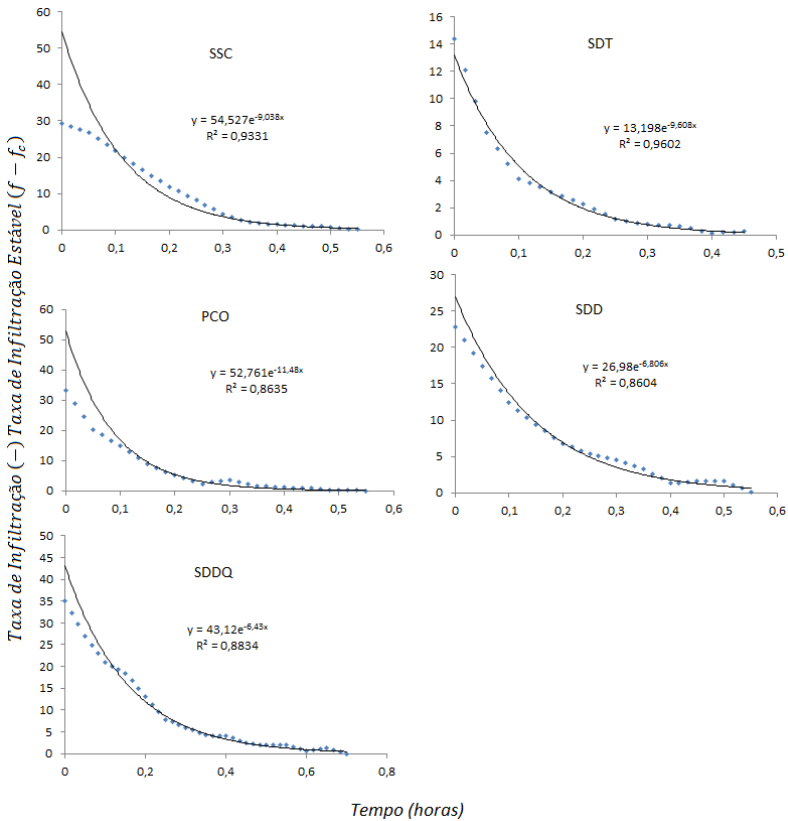 Taxa de Infiltração (−) Taxa de Infiltração Estável (f − f_c)
SSC
y = 54,527e^-9,038x
R² = 0,9331
60
50
40
30
20
10
0
0 0,1 0,2 0,3 0,4 0,5 0,6
SDT
y = 13,198e^-9,608x
R² = 0,9602
16
14
12
10
8
6
4
2
0
0 0,1 0,2 0,3 0,4 0,5
PCO
y = 52,761e^-11,48x
R² = 0,8635
60
50
40
30
20
10
0
0 0,1 0,2 0,3 0,4 0,5 0,6
SDD
y = 26,98e^-6,806x
R² = 0,8604
30
25
20
15
10
5
0
0 0,1 0,2 0,3 0,4 0,5 0,6
SDDQ
y = 43,12e^-6,43x
R² = 0,8834
50
45
40
35
30
25
20
15
10
5
0
0 0,2 0,4 0,6 0,8
Tempo (horas)